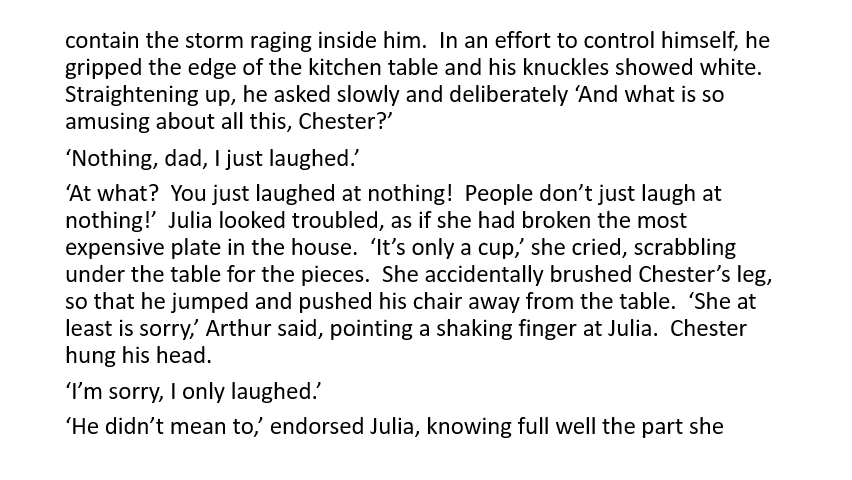 contain the storm raging inside him.  In an effort to control himself, he
gripped the edge of the kitchen table and his knuckles showed white.
Straightening up, he asked slowly and deliberately ‘And what is so
amusing about all this, Chester?’
‘Nothing, dad, I just laughed.’
‘At what?  You just laughed at nothing!  People don’t just laugh at
nothing!’  Julia looked troubled, as if she had broken the most
expensive plate in the house.  ‘It’s only a cup,’ she cried, scrabbling
under the table for the pieces.  She accidentally brushed Chester’s leg,
so that he jumped and pushed his chair away from the table.  ‘She at
least is sorry,’ Arthur said, pointing a shaking finger at Julia.  Chester
hung his head.
‘I’m sorry, I only laughed.’
‘He didn’t mean to,’ endorsed Julia, knowing full well the part she